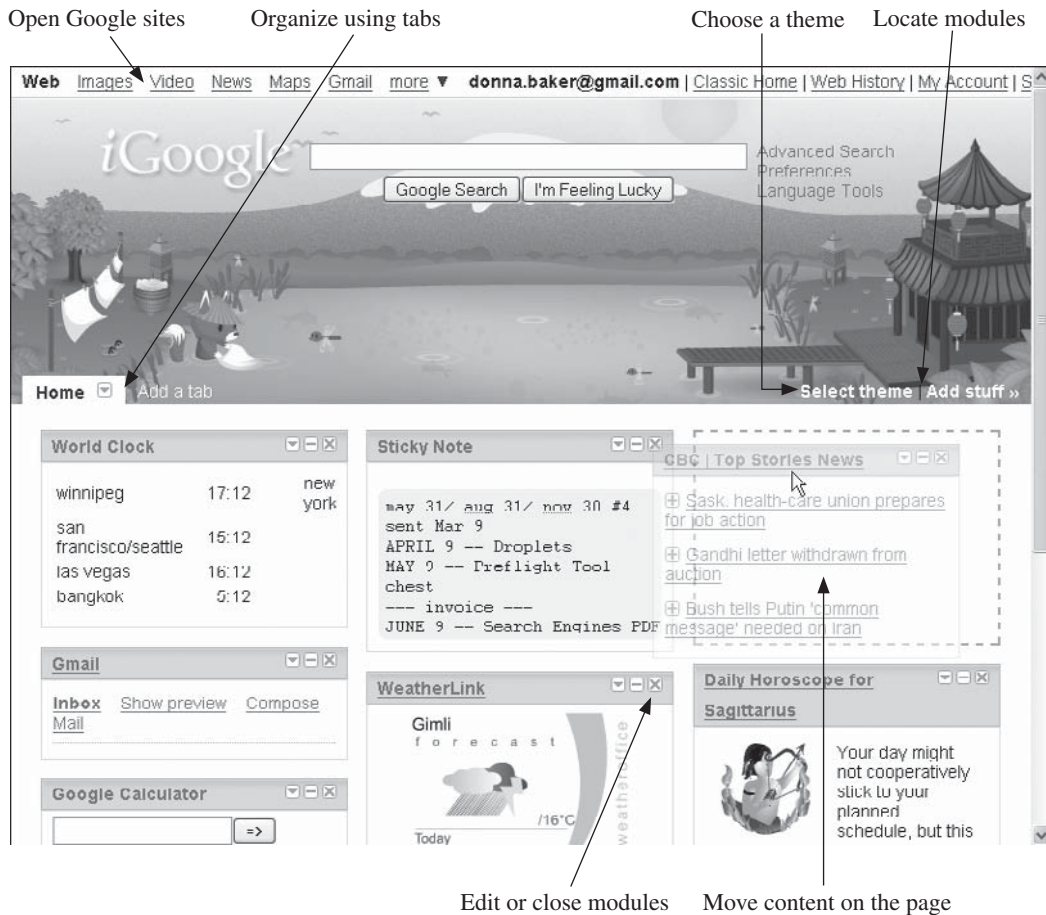 Open Google sites Organize using tabs Choose a theme Locate modules
Web Images Video News Maps Gmail more ▼ donna.baker@gmail.com | Classic Home | Web History | My Account | S
iGoogle
Advanced Search
Preferences
Language Tools
Google Search I'm Feeling Lucky
Home Add a tab Select theme Add stuff »
World Clock
winnipeg 17:12 new york
san francisco/seattle 15:12
las vegas 16:12
bangkok 5:12
Gmail
Inbox Show preview Compose
Mail
Google Calculator
=>
Sticky Note
may 31/ aug 31/ nov 30 #4
sent Mar 9
APRIL 9 -- Droplets
MAY 9 -- Preflight Tool
chest
--- invoice ---
JUNE 9 -- Search Engines PDF
WeatherLink
Gimli
forecast
weatheroffice
/16°C
Today
CBC | Top Stories News
Sask. health-care union prepares
for job action
Gandhi letter withdrawn from
auction
Bush tells Putin 'common
message' needed on Iran
Daily Horoscope for
Sagittarius
Your day might
not cooperatively
stick to your
planned
schedule, but this
Edit or close modules Move content on the page